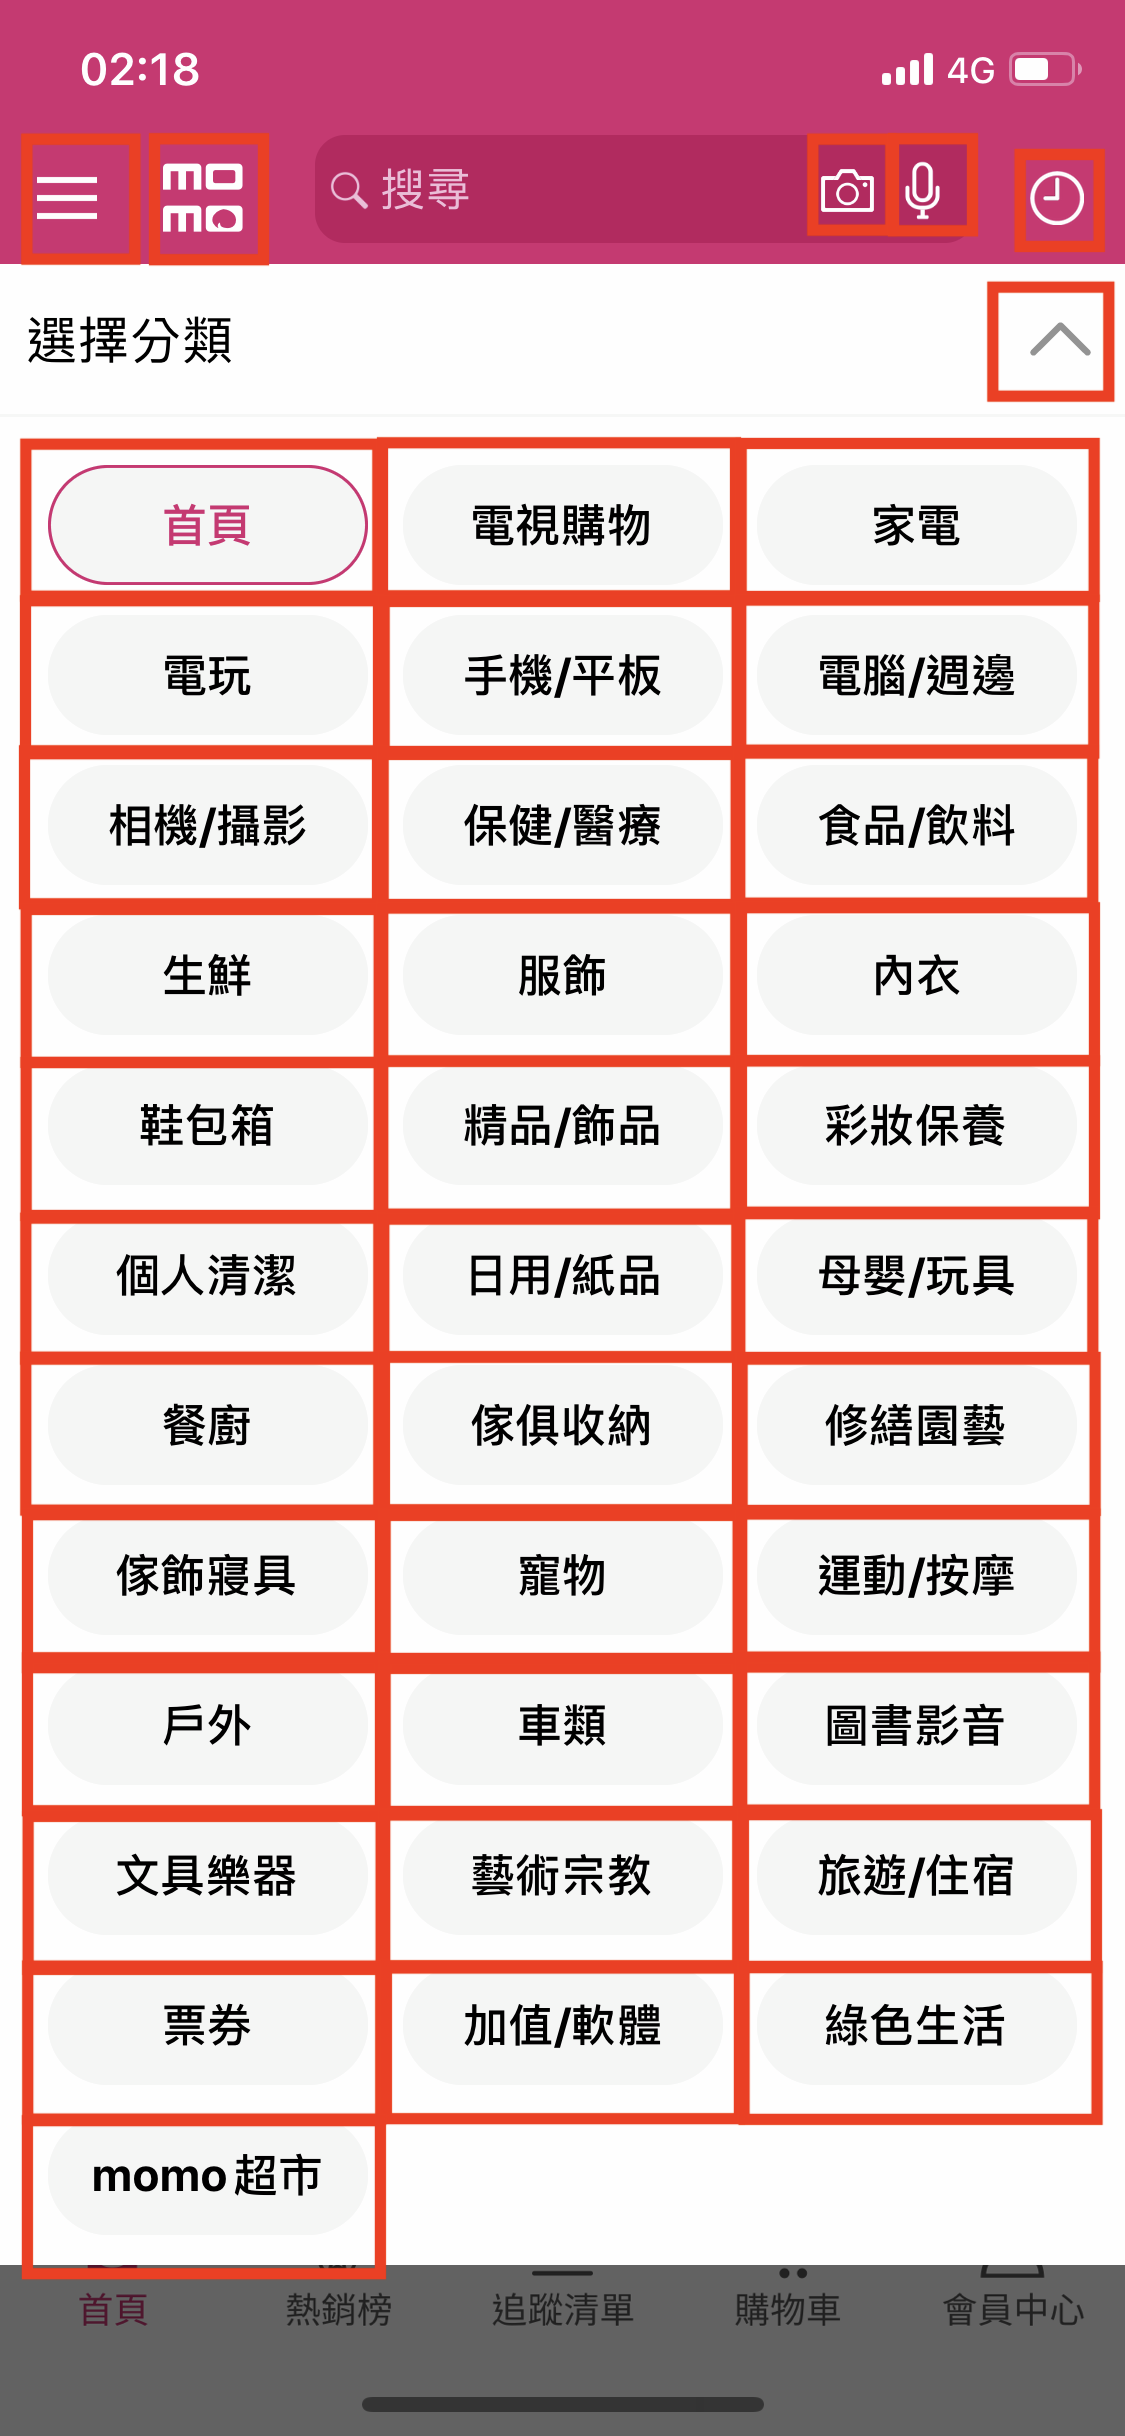 02:18 4G
momo 搜尋
選擇分類
首頁 電視購物 家電
電玩 手機/平板 電腦/週邊
相機/攝影 保健/醫療 食品/飲料
生鮮 服飾 內衣
鞋包箱 精品/飾品 彩妝保養
個人清潔 日用/紙品 母嬰/玩具
餐廚 傢俱收納 修繕園藝
傢飾寢具 寵物 運動/按摩
戶外 車類 圖書影音
文具樂器 藝術宗教 旅遊/住宿
票券 加值/軟體 綠色生活
momo超市
首頁 熱銷榜 追蹤清單 購物車 會員中心